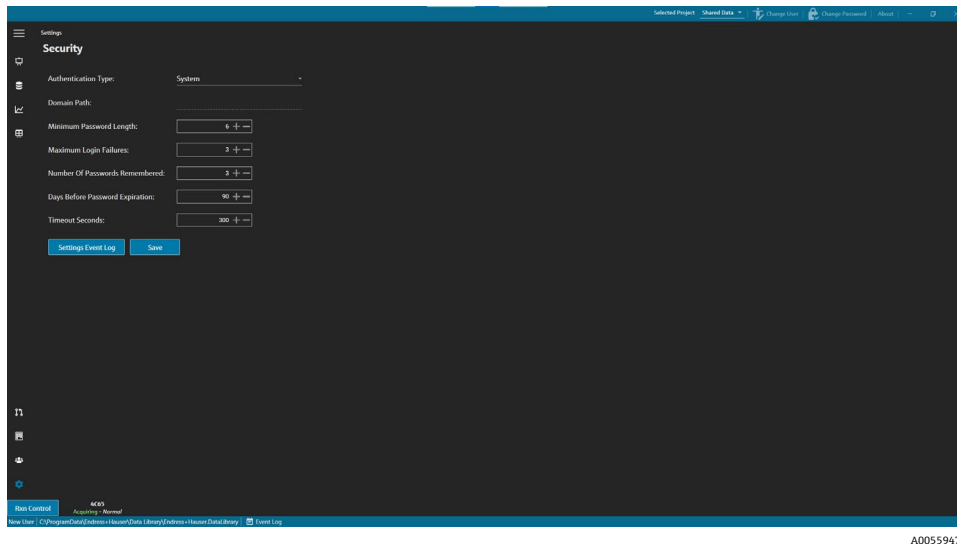 Selected Project Shared Data Change User Change Password About
Settings
Security
Authentication Type: System
Domain Path:
Minimum Password Length: 6
Maximum Login Failures: 3
Number Of Passwords Remembered: 3
Days Before Password Expiration: 90
Timeout Seconds: 300
Settings Event Log Save
Rxn Control
6C65
Acquiring - Normal
New User C:\ProgramData\Endress+Hauser\Data Library\Endress+Hauser.DataLibrary Event Log
A0055947